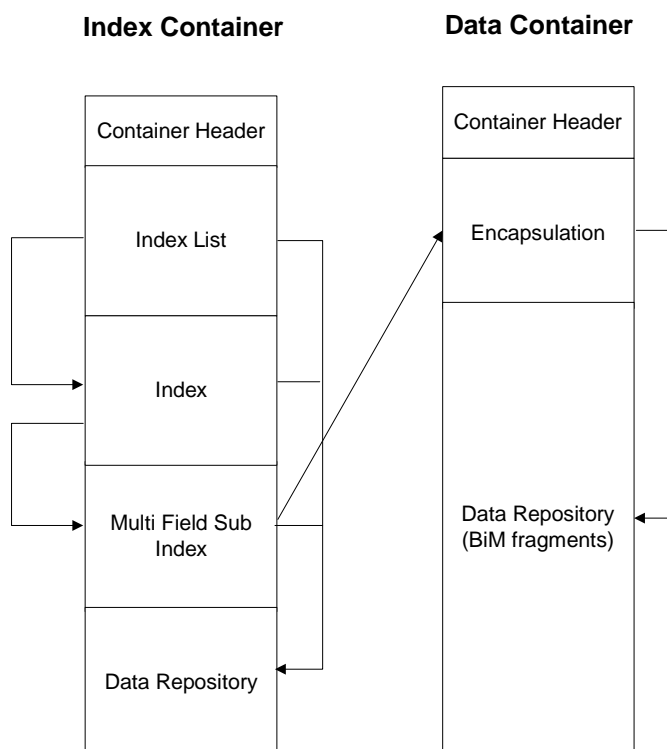 Index Container
Data Container
Container Header
Index List
Index
Multi Field Sub
Index
Data Repository
Container Header
Encapsulation
Data Repository
(BiM fragments)